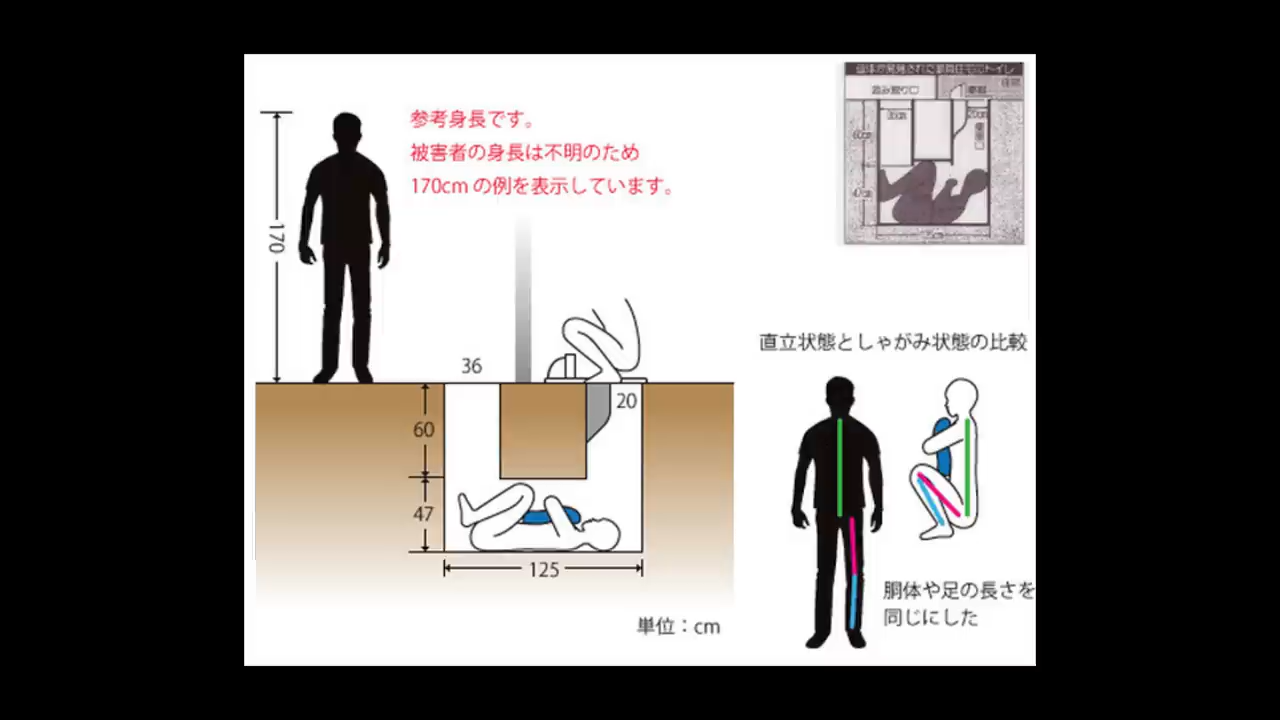 参考身長です。
被害者の身長は不明のため
170cm の例を表示しています。
170
36
20
60
47
125
単位：cm
直立状態としゃがみ状態の比較
胴体や足の長さを
同じにした